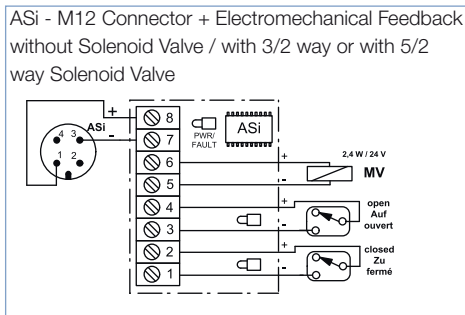 ASi - M12 Connector + Electromechanical Feedback
without Solenoid Valve / with 3/2 way or with 5/2
way Solenoid Valve
+
ASi
-
4 3
1 2
8
7
6
5
4
3
2
1
PWR/
FAULT
ASi
+
-
2,4 W / 24 V
MV
+
-
open
Auf
ouvert
+
-
closed
Zu
fermé